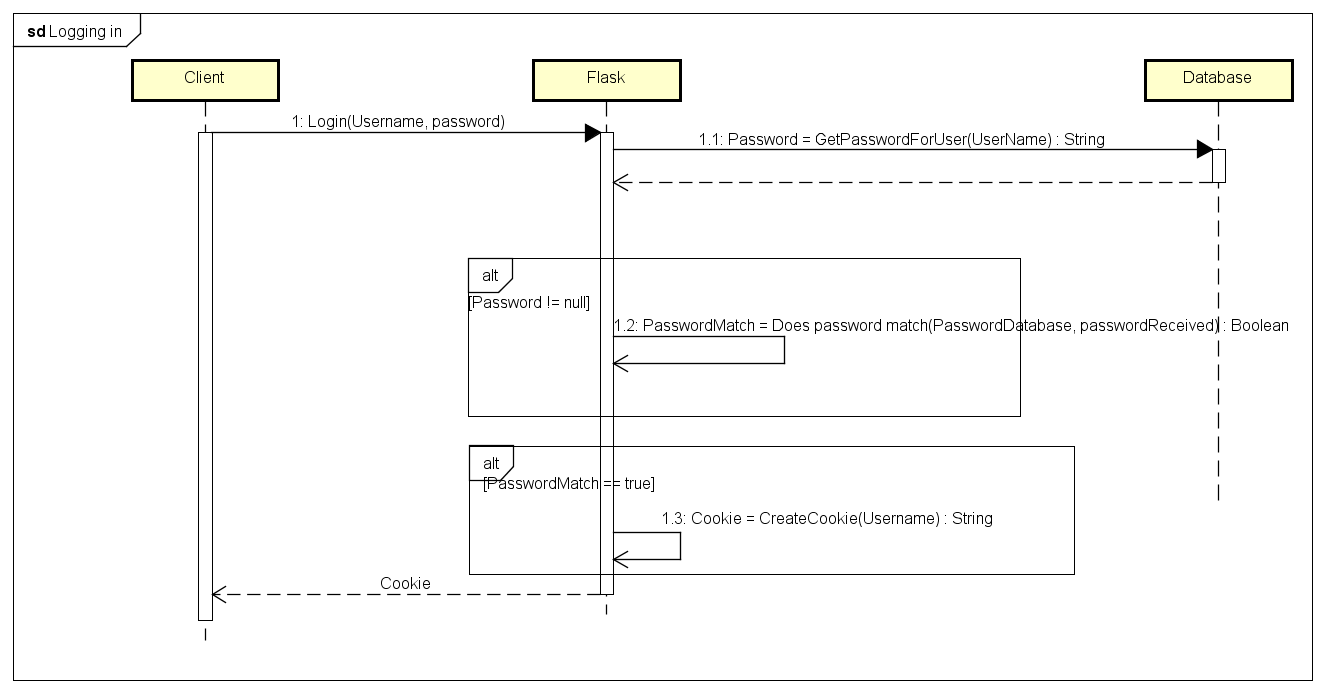 sd Logging in
Client
Flask
Database
1: Login(Username, password)
1.1: Password = GetPasswordForUser(UserName) : String
alt
[Password != null]
1.2: PasswordMatch = Does password match(PasswordDatabase, passwordReceived) : Boolean
alt
[PasswordMatch == true]
1.3: Cookie = CreateCookie(Username) : String
Cookie